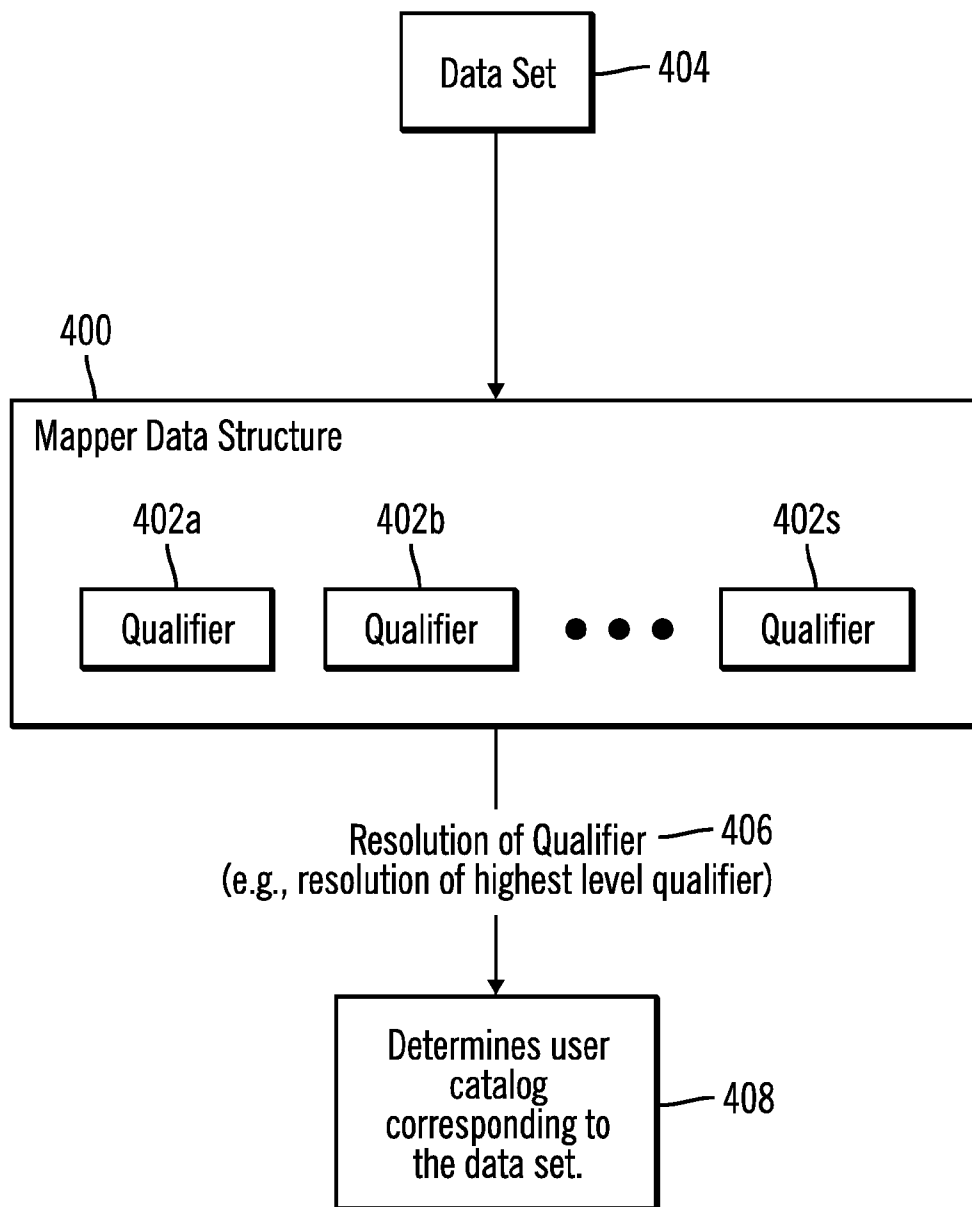 Data Set
404
400
Mapper Data Structure
402a
402b
402s
Qualifier
Qualifier
Qualifier
Resolution of Qualifier
406
(e.g., resolution of highest level qualifier)
Determines user
catalog
corresponding to
the data set.
408